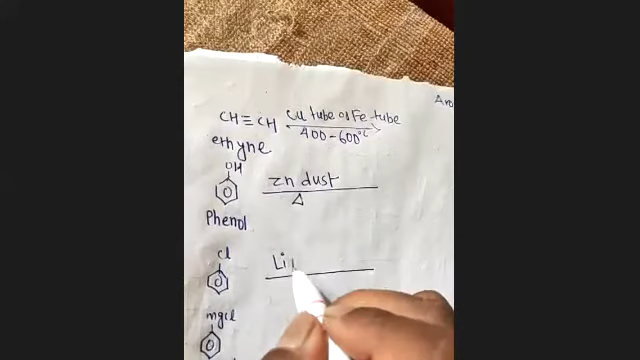 Aro
CH≡CH Cu tube or Fe-tube
400-600°C
ethyne
OH
Zn dust
Δ
Phenol
Cl
Li
mgcl